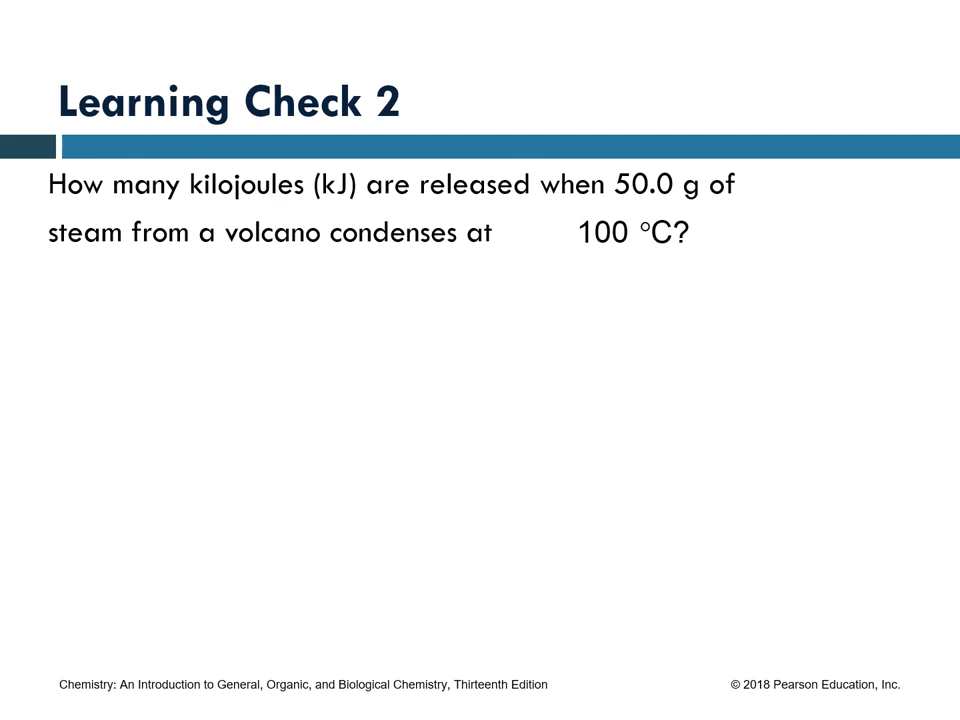 Learning Check 2
How many kilojoules (kJ) are released when 50.0 g of
steam from a volcano condenses at 100 °C?
Chemistry: An Introduction to General, Organic, and Biological Chemistry, Thirteenth Edition
© 2018 Pearson Education, Inc.